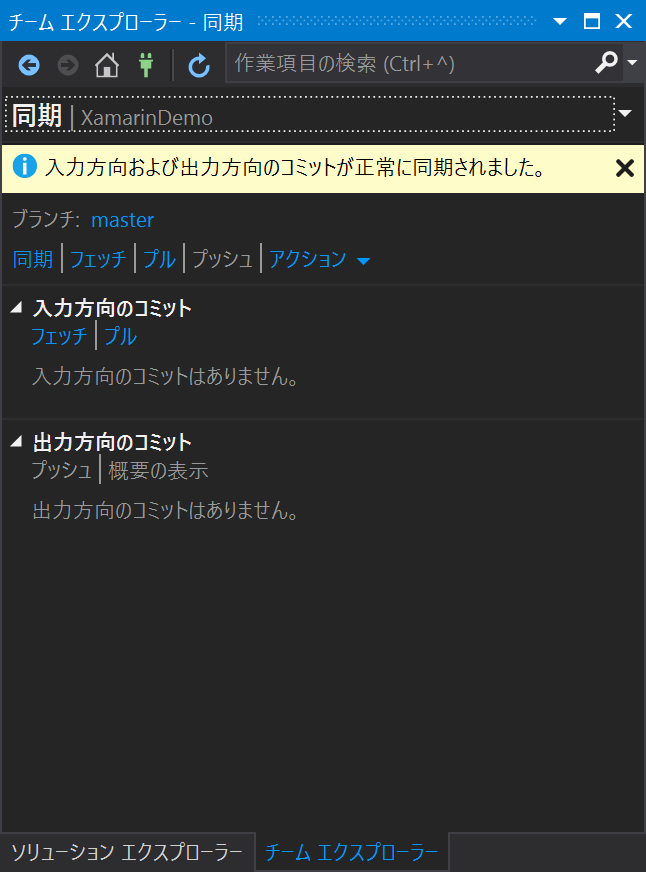 チーム エクスプローラー - 同期
作業項目の検索 (Ctrl+^)
同期 | XamarinDemo
入力方向および出力方向のコミットが正常に同期されました。
ブランチ: master
同期 | フェッチ | プル | プッシュ | アクション
入力方向のコミット
フェッチ | プル
入力方向のコミットはありません。
出力方向のコミット
プッシュ | 概要の表示
出力方向のコミットはありません。
ソリューション エクスプローラー チーム エクスプローラー